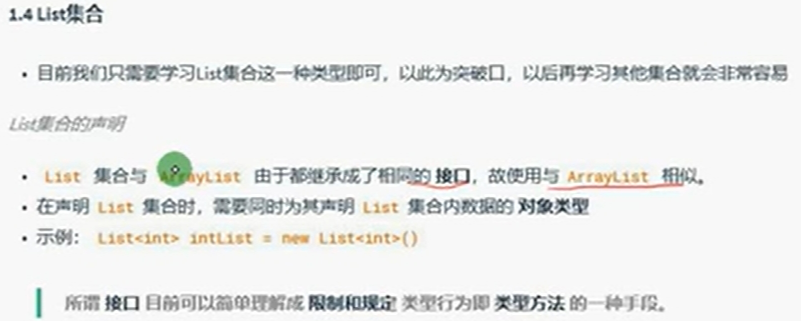 1.4 List集合
目前我们只需要学习List集合这一种类型即可，以此为突破口，以后再学习其他集合就会非常容易
List集合的声明
List 集合与 ArrayList 由于都继承成了相同的 接口，故使用与 ArrayList 相似。
在声明 List 集合时，需要同时为其声明 List 集合内数据的 对象类型
示例： List<int> intList = new List<int>()
所谓 接口 目前可以简单理解成 限制和规定 类型行为即 类型方法 的一种手段。